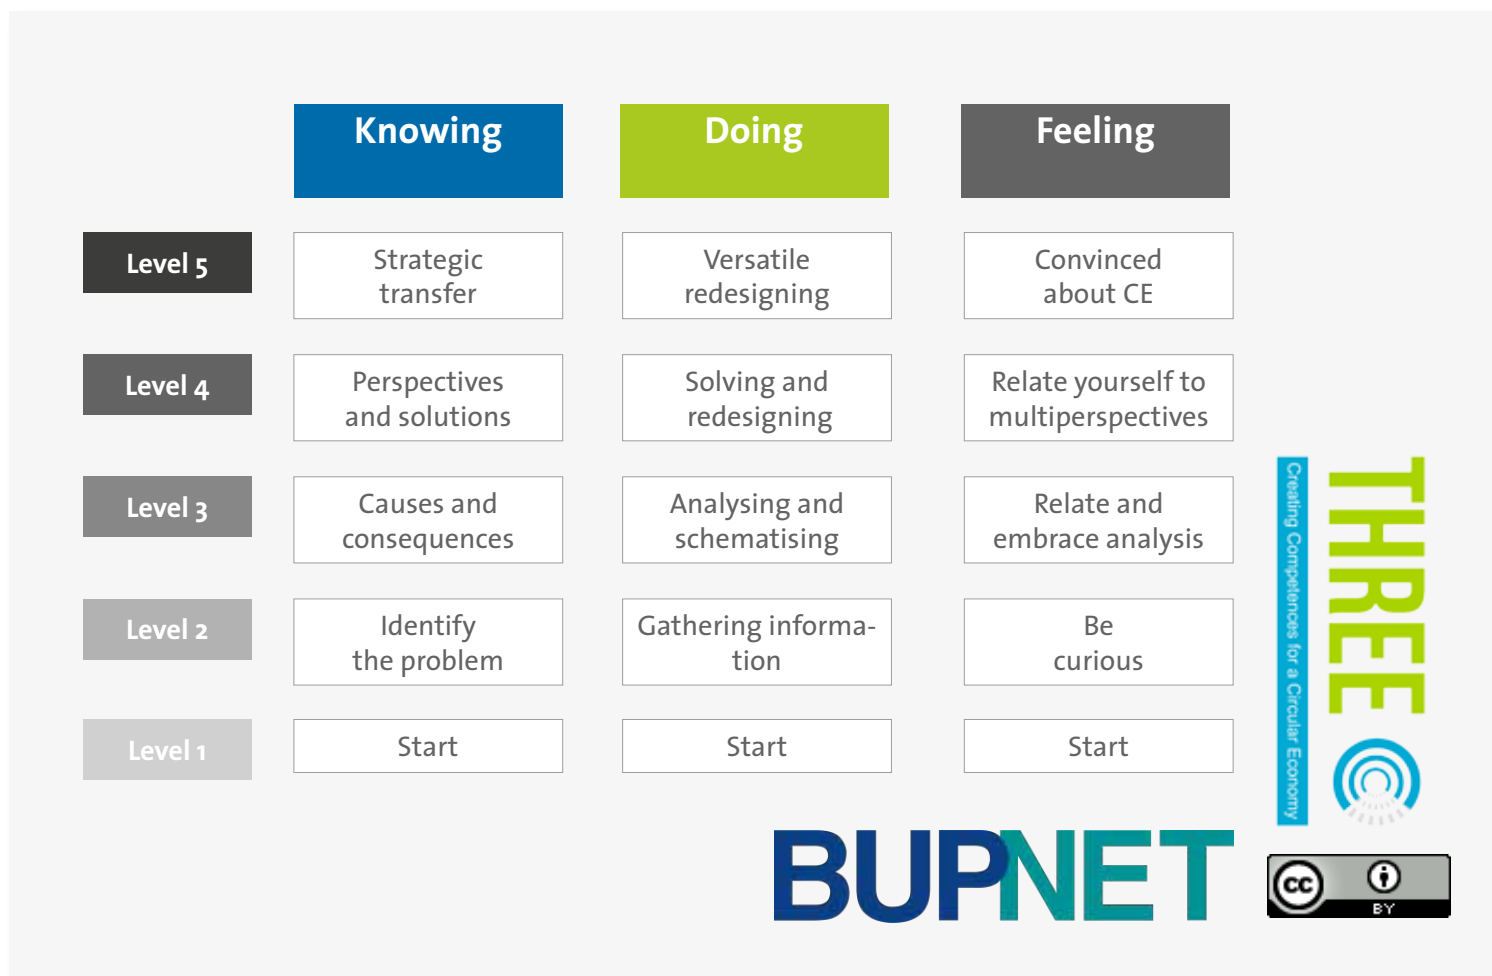 Knowing Doing Feeling
Level 5
Strategic
transfer
Versatile
redesigning
Convinced
about CE
Level 4
Perspectives
and solutions
Solving and
redesigning
Relate yourself to
multiperspectives
Level 3
Causes and
consequences
Analysing and
schematising
Relate and
embrace analysis
Level 2
Identify
the problem
Gathering informa-
tion
Be
curious
Level 1
Start
Start
Start
THREE
Creating Competences for a Circular Economy
BUPNET
cc
BY